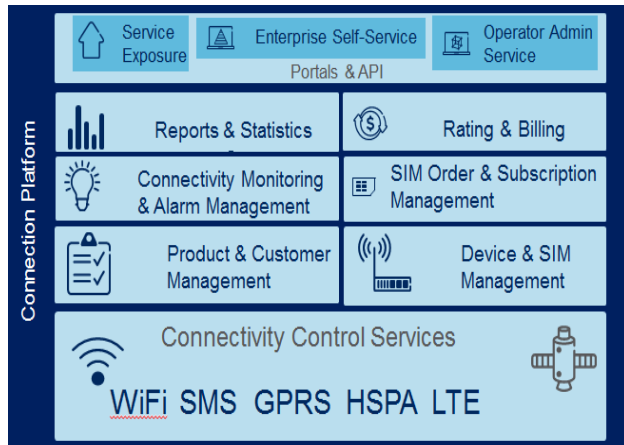 Connection Platform
Service
Exposure
Enterprise Self-Service
Operator Admin
Service
Portals & API
Reports & Statistics
Rating & Billing
Connectivity Monitoring
& Alarm Management
SIM Order & Subscription
Management
Product & Customer
Management
Device & SIM
Management
Connectivity Control Services
WiFi SMS GPRS HSPA LTE